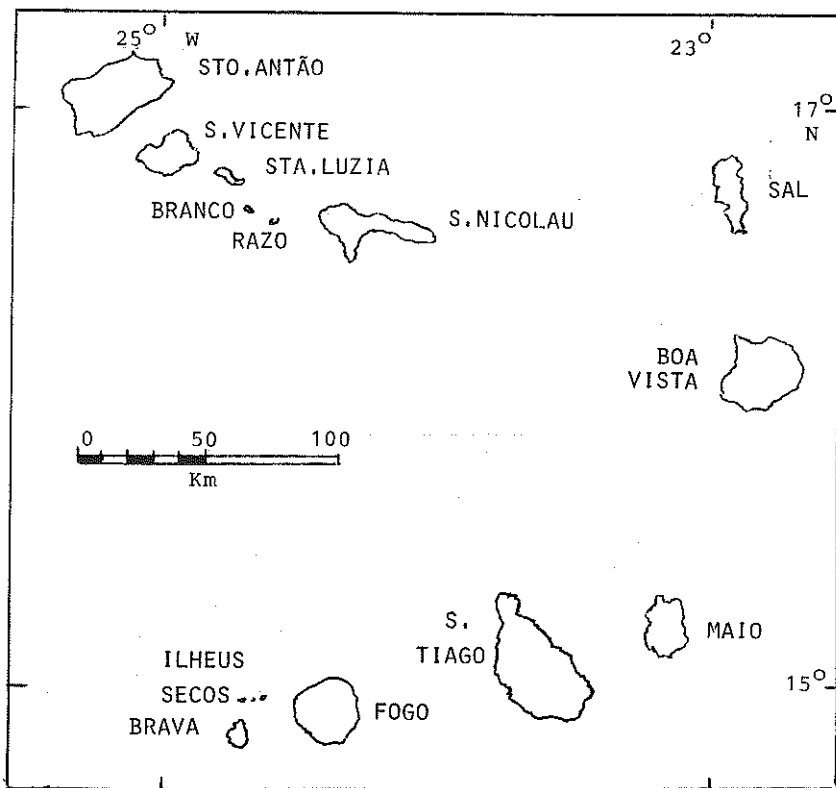 25° W
23°
STO.ANTÃO
17°
N
S.VICENTE
STA.LUZIA
SAL
BRANCO
RAZO
S.NICOLAU
BOA
VISTA
0 50 100
Km
S.
TIAGO
MAIO
ILHEUS
SECOS
BRAVA
FOGO
15°